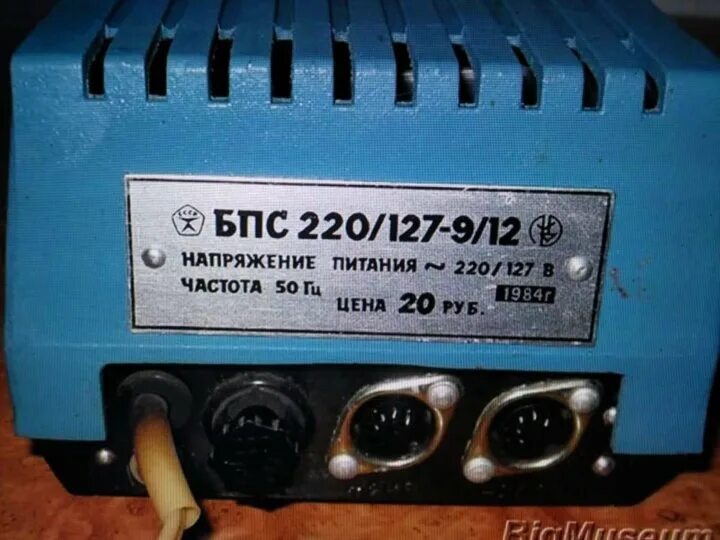 БПС 220/127-9/12
НАПРЯЖЕНИЕ ПИТАНИЯ ~ 220/127 В
ЧАСТОТА 50 Гц
ЦЕНА 20 РУБ. 1984г
BigMuseum